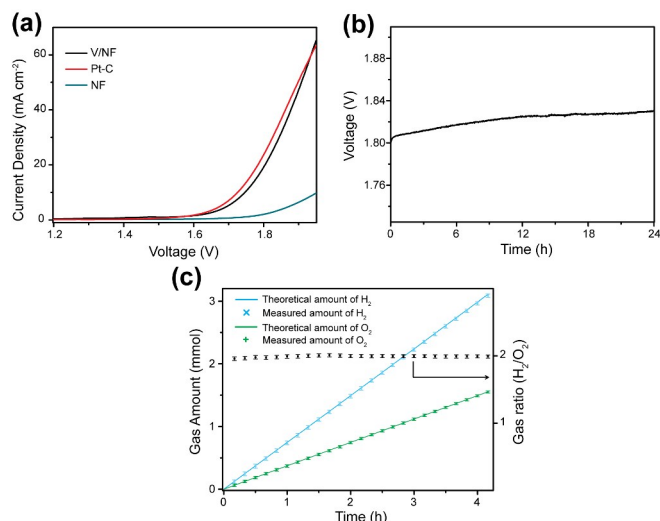 (a)
V/NF
Pt-C
NF
Current Density (mA cm⁻²)
60
40
20
0
1.2 1.4 1.6 1.8
Voltage (V)
(b)
Voltage (V)
1.88
1.84
1.80
1.76
0 6 12 18 24
Time (h)
(c)
Theoretical amount of H₂
Measured amount of H₂
Theoretical amount of O₂
Measured amount of O₂
Gas Amount (mmol)
3
2
1
0
2
1
Gas ratio (H₂/O₂)
0 1 2 3 4
Time (h)